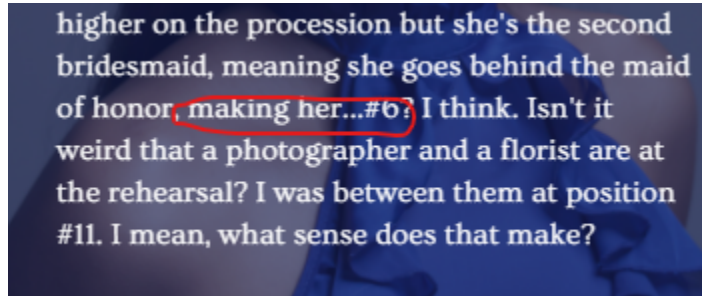 higher on the procession but she's the second
bridesmaid, meaning she goes behind the maid
of honor, making her...#6? I think. Isn't it
weird that a photographer and a florist are at
the rehearsal? I was between them at position
#11. I mean, what sense does that make?